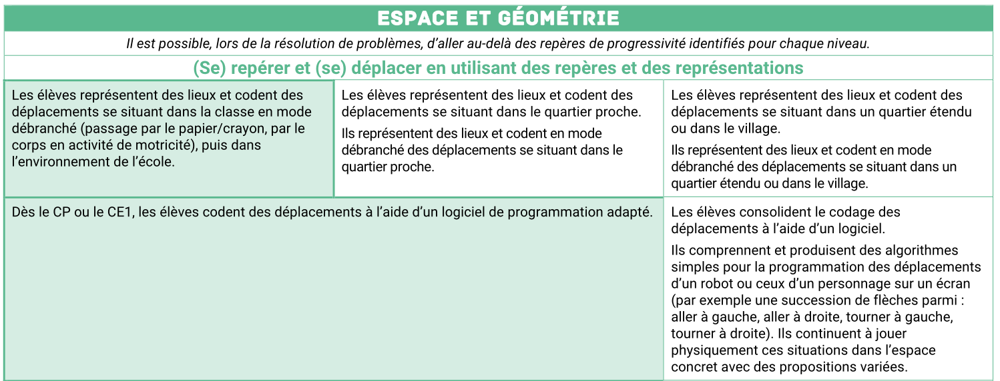 ESPACE ET GÉOMÉTRIE
Il est possible, lors de la résolution de problèmes, d’aller au-delà des repères de progressivité identifiés pour chaque niveau.
(Se) repérer et (se) déplacer en utilisant des repères et des représentations
Les élèves représentent des lieux et codent des
déplacements se situant dans la classe en mode
débranché (passage par le papier/crayon, par le
corps en activité de motricité), puis dans
l’environnement de l’école.
Les élèves représentent des lieux et codent des
déplacements se situant dans le quartier proche.
Ils représentent des lieux et codent en mode
débranché des déplacements se situant dans le
quartier proche.
Les élèves représentent des lieux et codent des
déplacements se situant dans un quartier étendu
ou dans le village.
Ils représentent des lieux et codent en mode
débranché des déplacements se situant dans un
quartier étendu ou dans le village.
Dès le CP ou le CE1, les élèves codent des déplacements à l’aide d’un logiciel de programmation adapté.
Les élèves consolident le codage des
déplacements à l’aide d’un logiciel.
Ils comprennent et produisent des algorithmes
simples pour la programmation des déplacements
d’un robot ou ceux d’un personnage sur un écran
(par exemple une succession de flèches parmi :
aller à gauche, aller à droite, tourner à gauche,
tourner à droite). Ils continuent à jouer
physiquement ces situations dans l’espace
concret avec des propositions variées.